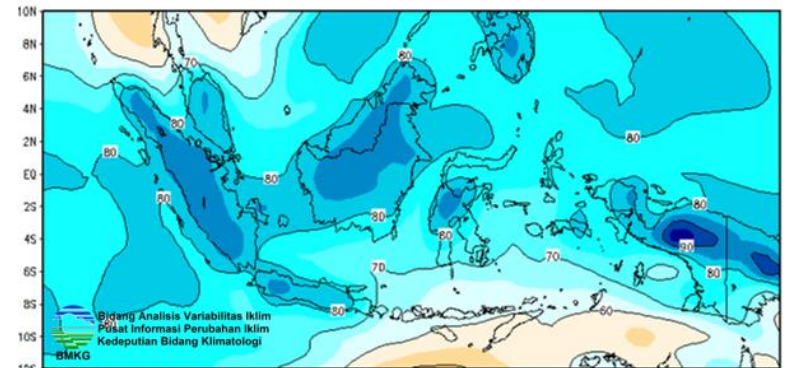 10N
8N
6N
4N
2N
EQ
2S
4S
6S
8S
10S
70
80
80
80
80
80
80
80
80
80
80
90
80
70
70
80
60
Bidang Analisis Variabilitas Iklim
Pusat Informasi Perubahan Iklim
Kedeputian Bidang Klimatologi
BMKG